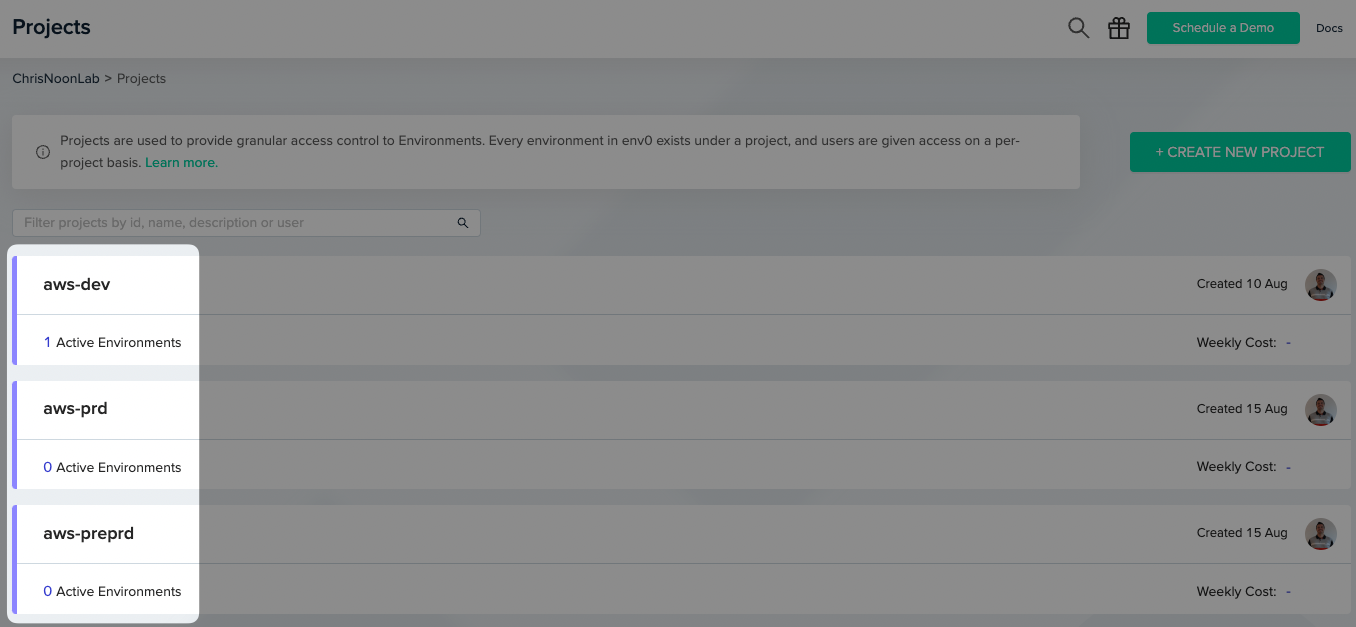 Projects
Schedule a Demo
Docs
ChrisNoonLab > Projects
Projects are used to provide granular access control to Environments. Every environment in env0 exists under a project, and users are given access on a per-
project basis. Learn more.
+ CREATE NEW PROJECT
Filter projects by id, name, description or user
aws-dev
Created 10 Aug
1 Active Environments
Weekly Cost: -
aws-prd
Created 15 Aug
0 Active Environments
Weekly Cost: -
aws-preprd
Created 15 Aug
0 Active Environments
Weekly Cost: -